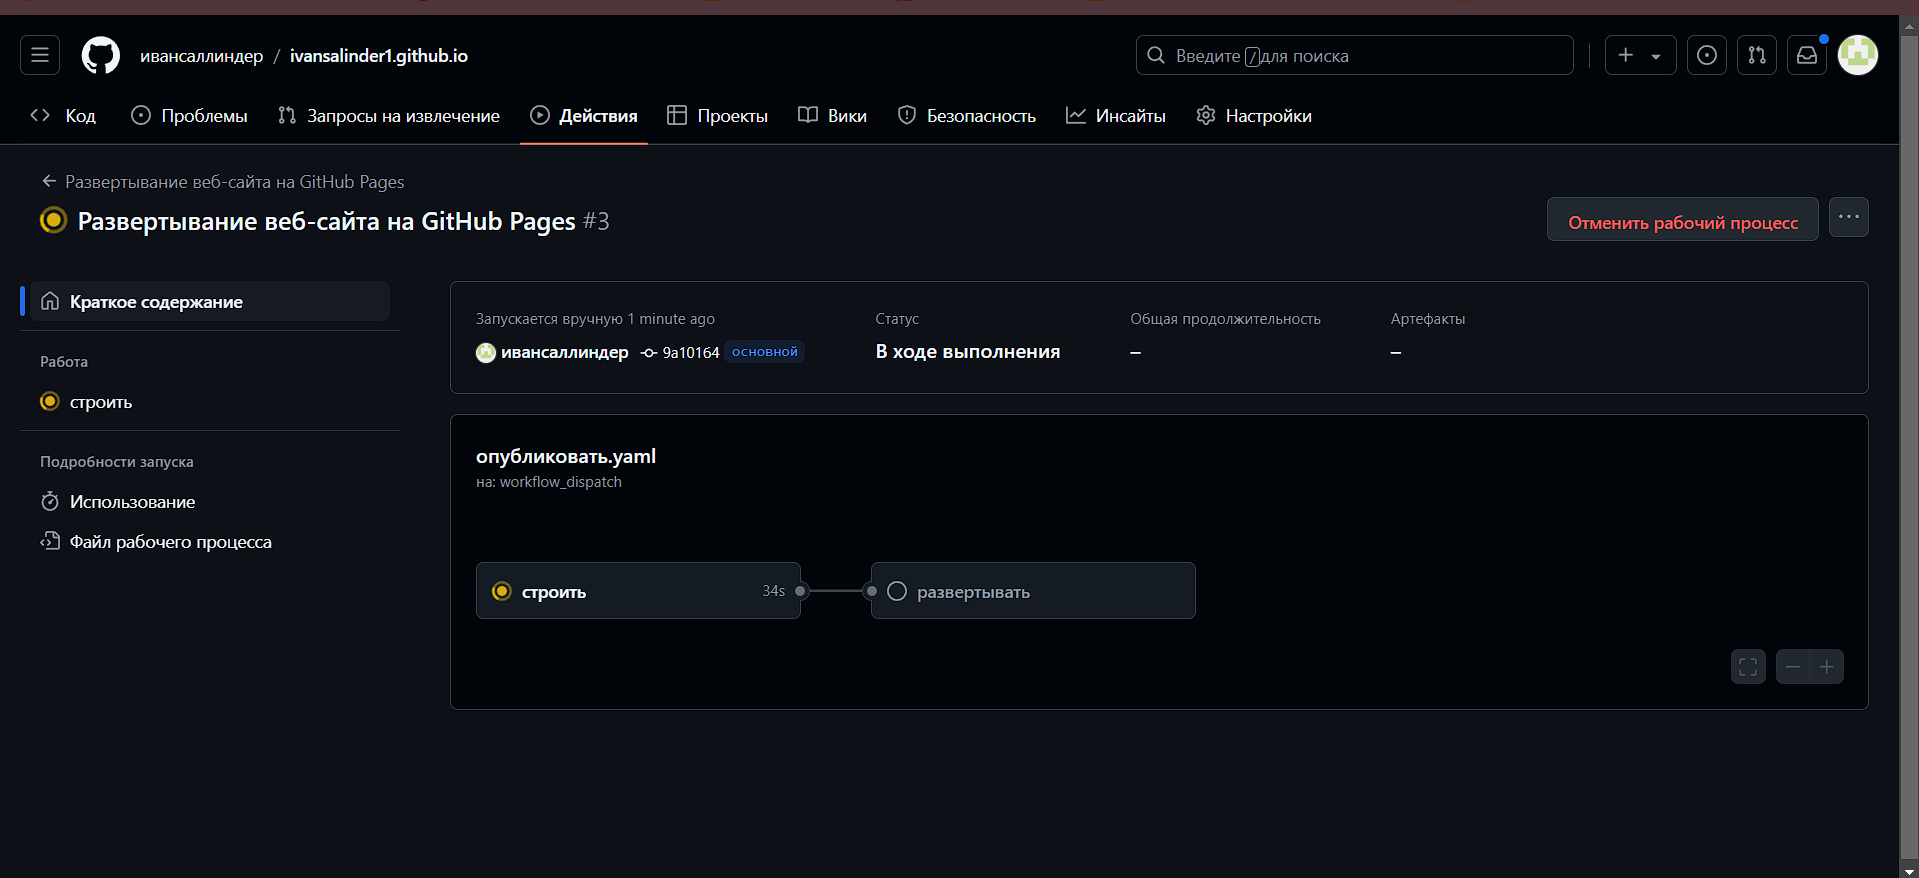 ивансаллиндер / ivansalinder1.github.io
Введите / для поиска
Код Проблемы Запросы на извлечение Действия Проекты Вики Безопасность Инсайты Настройки
Развертывание веб-сайта на GitHub Pages
Развертывание веб-сайта на GitHub Pages #3
Отменить рабочий процесс
Краткое содержание
Работа
строить
Подробности запуска
Использование
Файл рабочего процесса
Запускается вручную 1 minute ago
ивансаллиндер 9a10164 основной
Статус
В ходе выполнения
Общая продолжительность
–
Артефакты
–
опубликовать.yaml
на: workflow_dispatch
строить 34s
развертывать